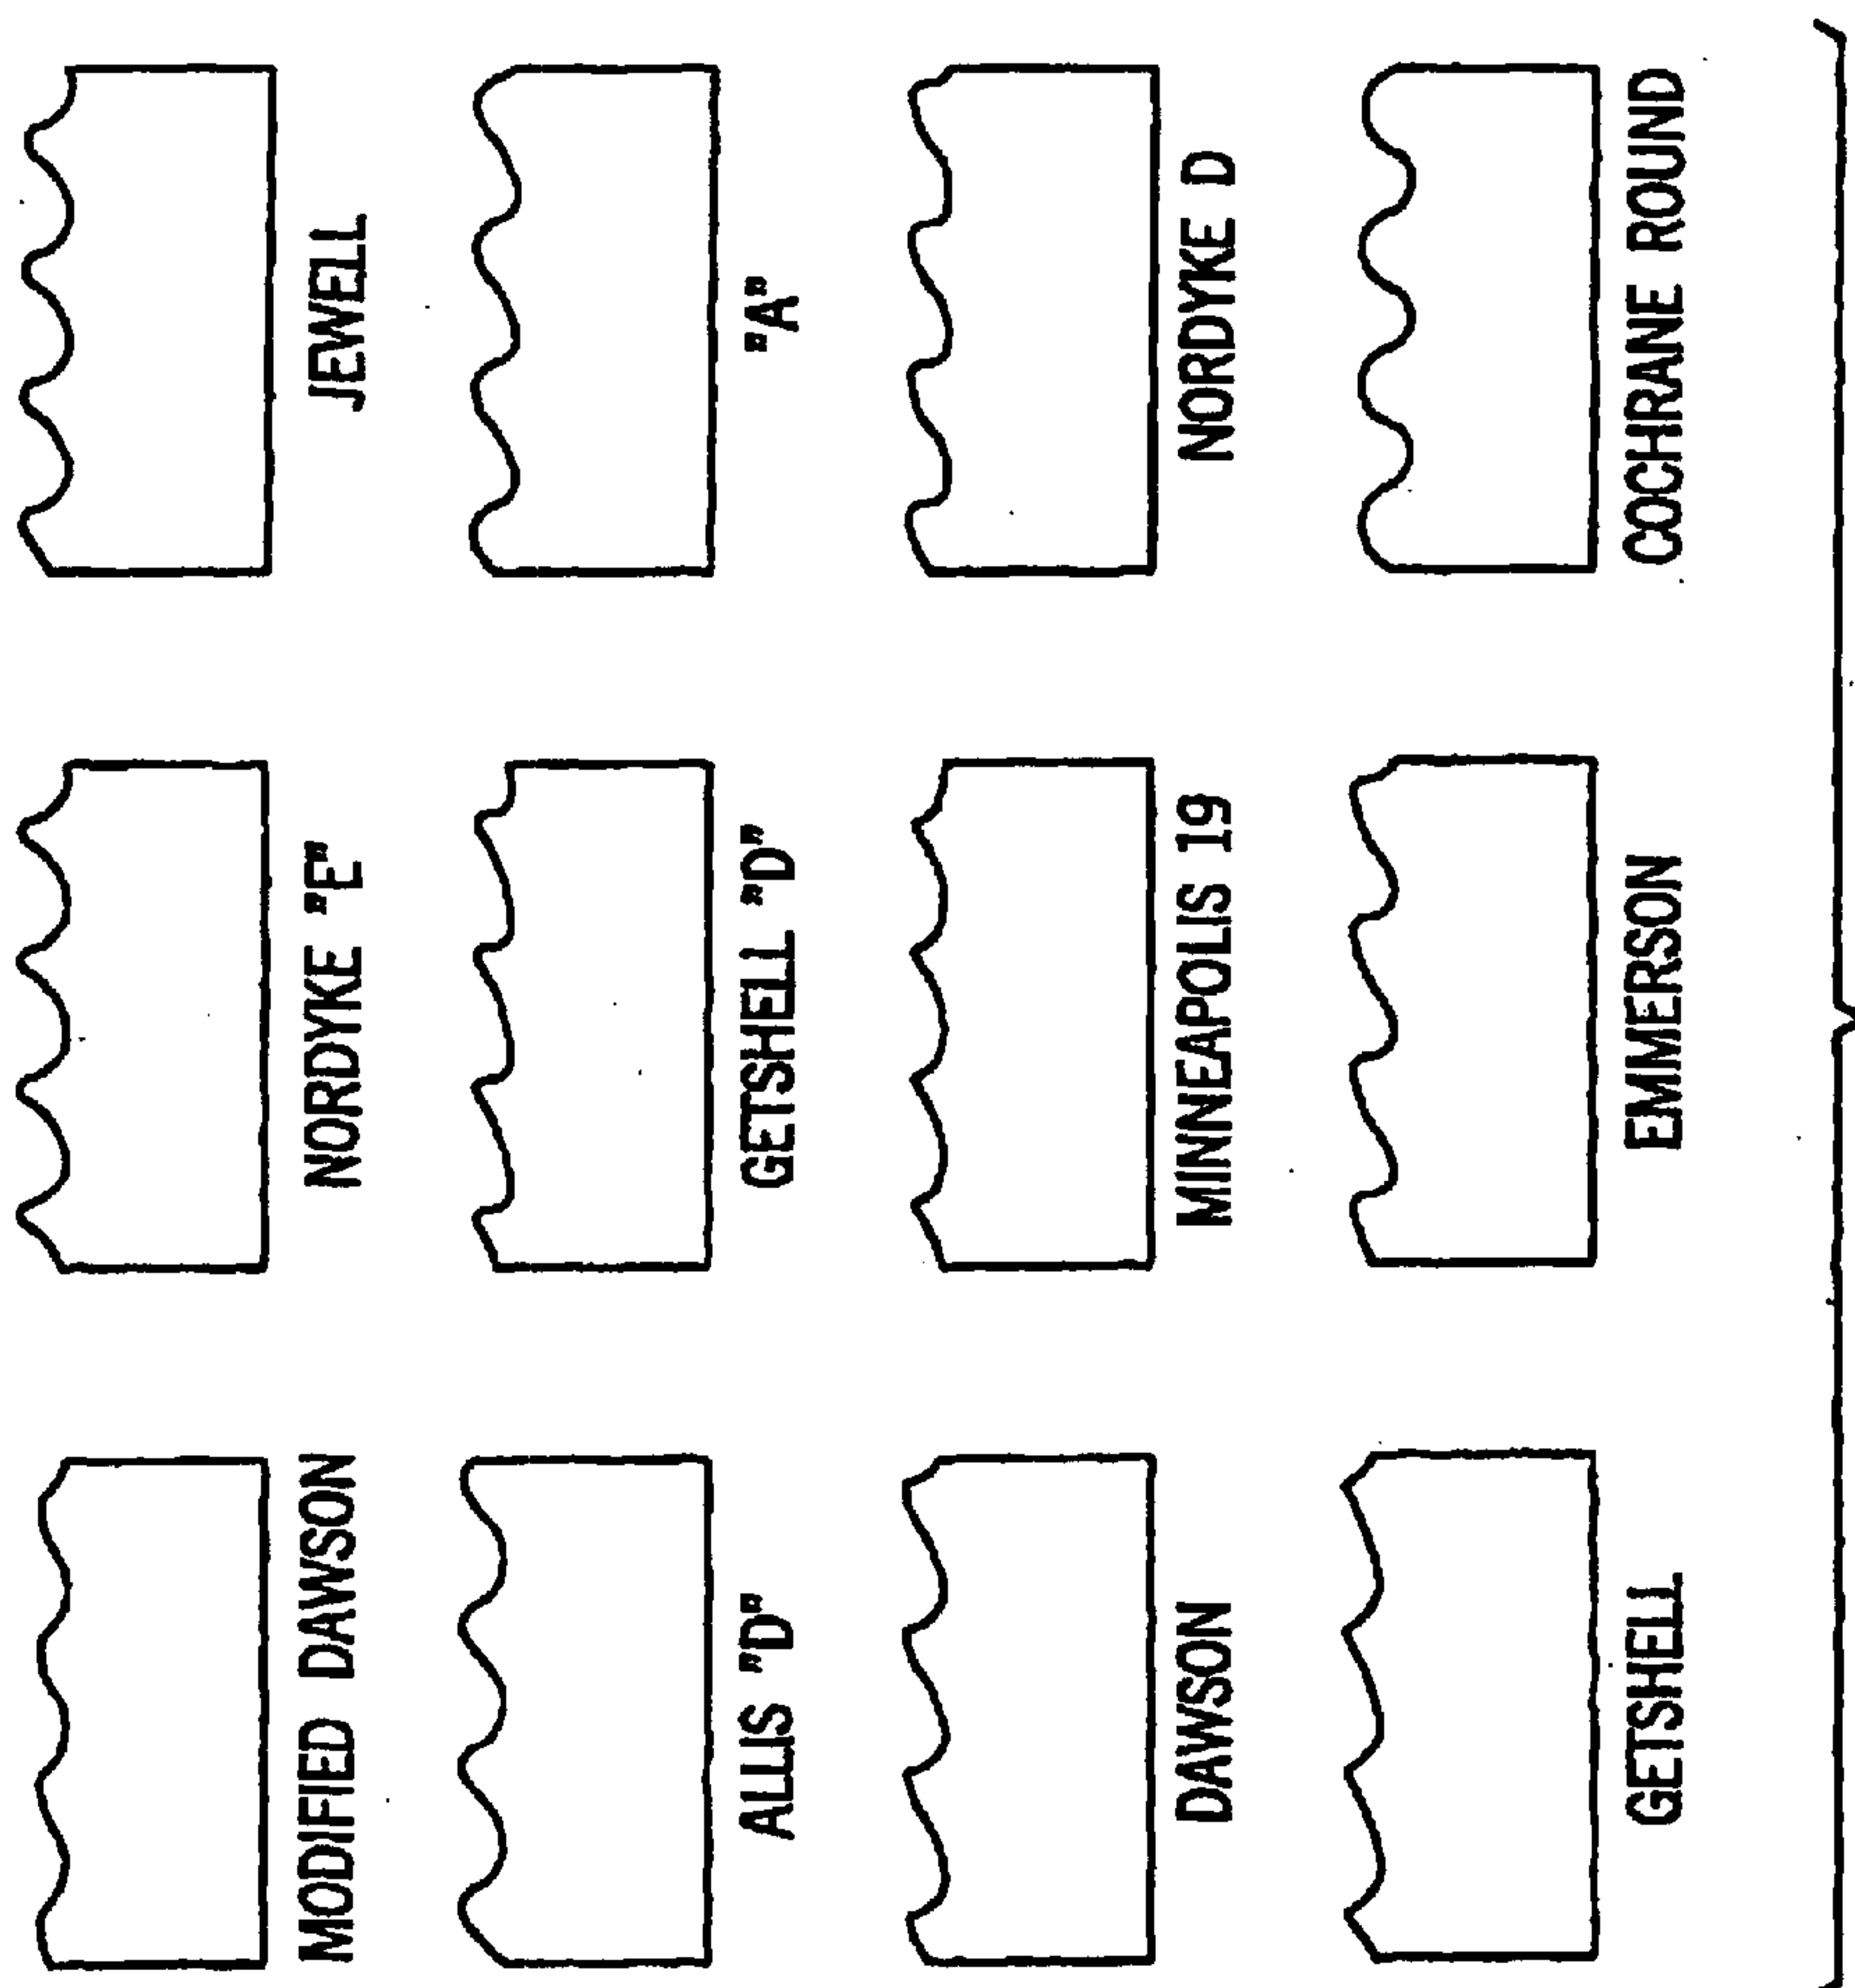 MODIFIED DAWSON
NORDYKE "E"
JEWELL
ALLIS "D"
GETSHELL "D"
"A"
DAWSON
MINNEAPOLIS 19
NORDYKE D
GETSHELL
EMMERSON
COCHRANE ROUND